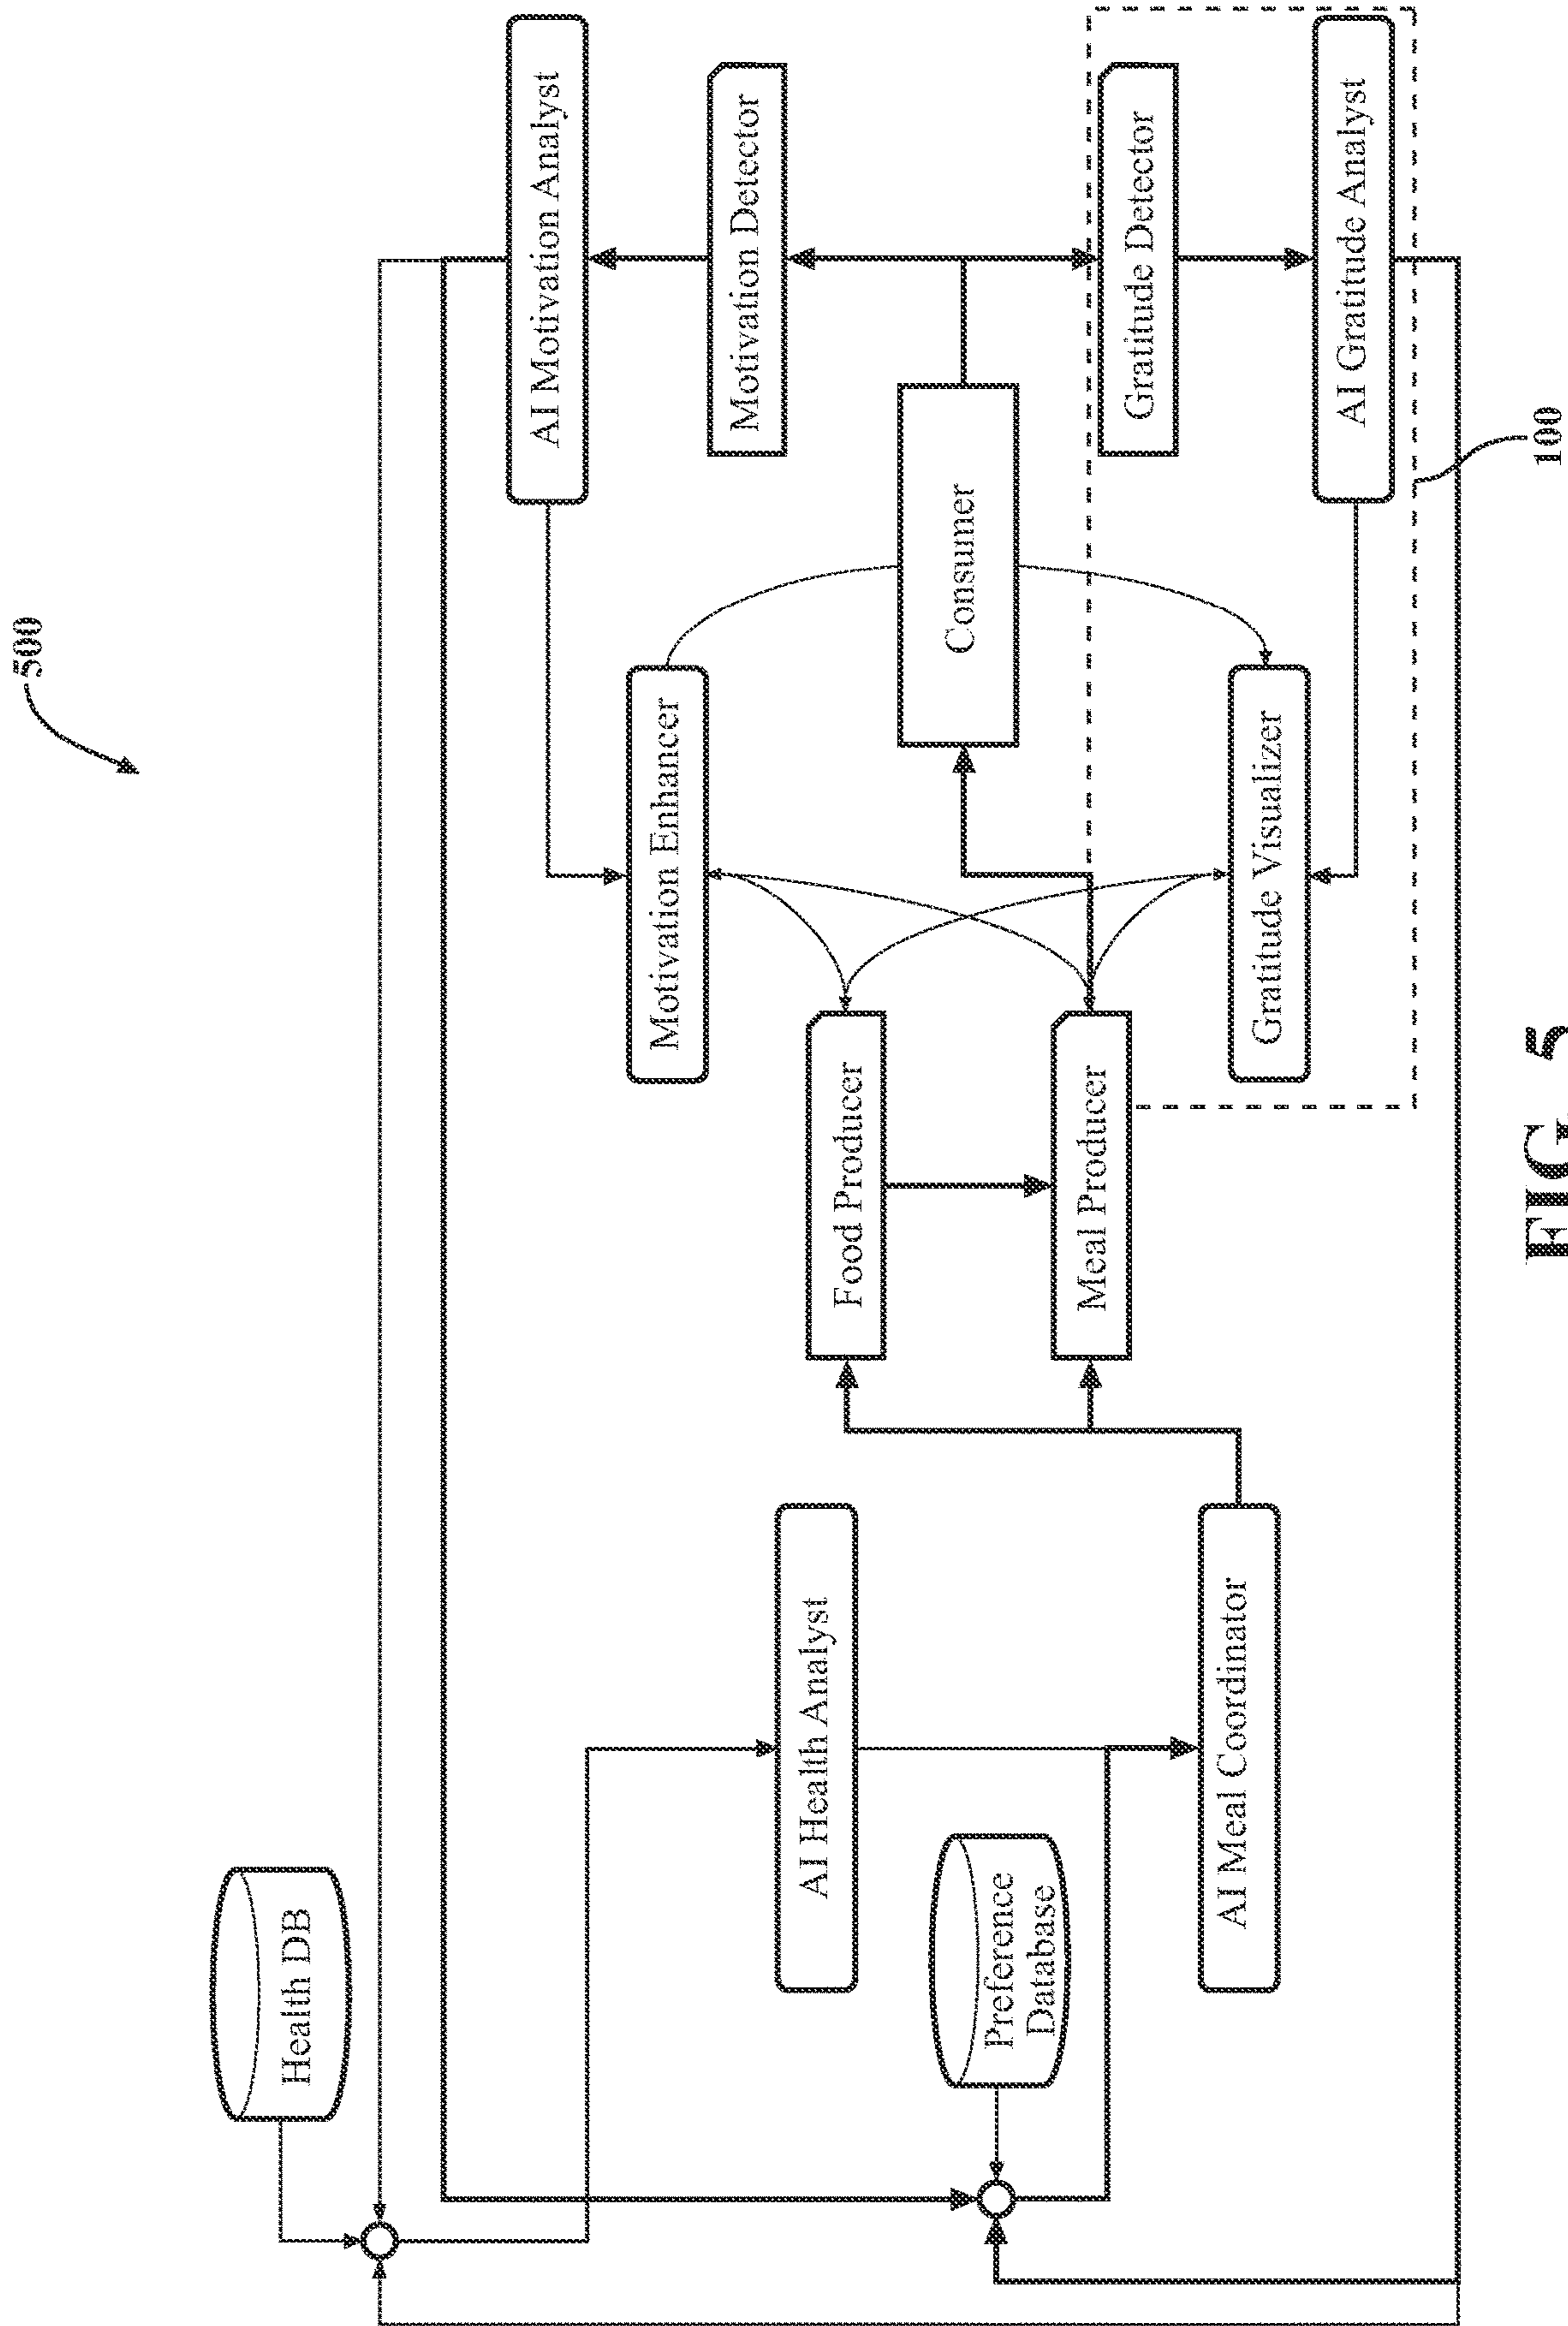 500
Health DB
AI Motivation Analyst
Motivation Enhancer
Motivation Detector
AI Health Analyst
Food Producer
Consumer
Preference
Database
Meal Producer
Gratitude Detector
AI Meal Coordinator
Gratitude Visualizer
AI Gratitude Analyst
100
FIG. 5